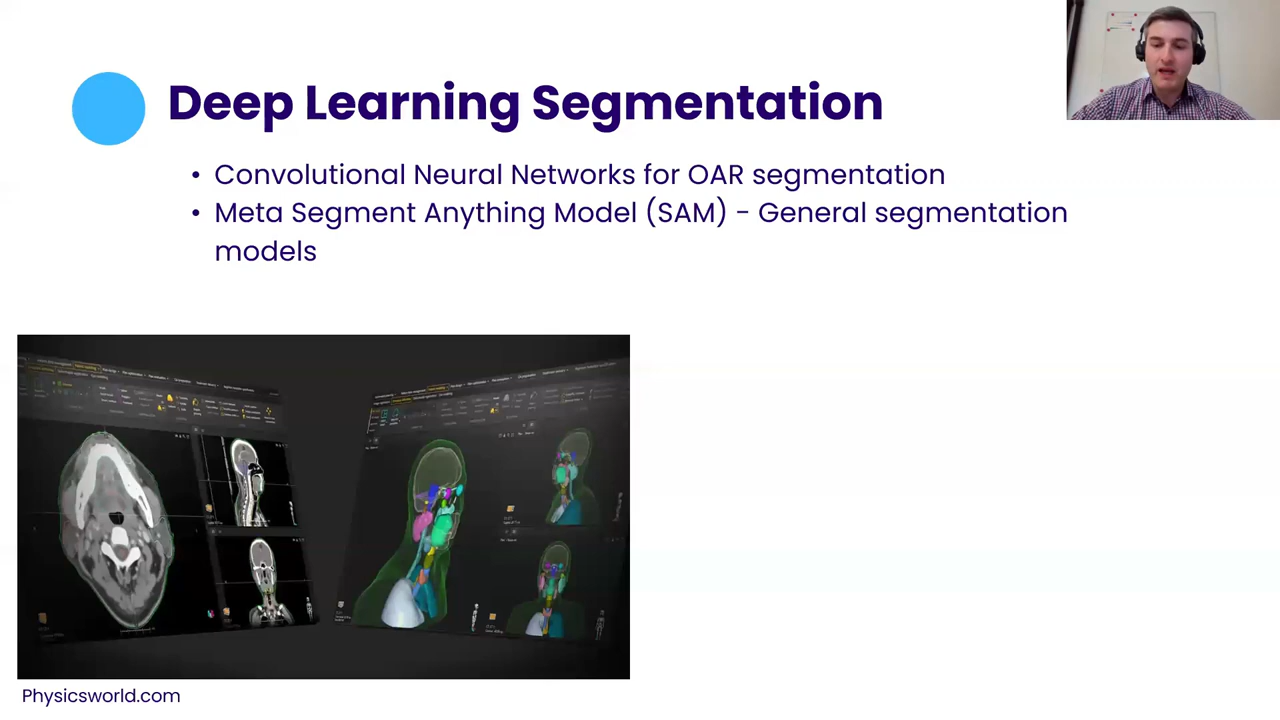 Deep Learning Segmentation
• Convolutional Neural Networks for OAR segmentation
• Meta Segment Anything Model (SAM) - General segmentation
models
Physicsworld.com